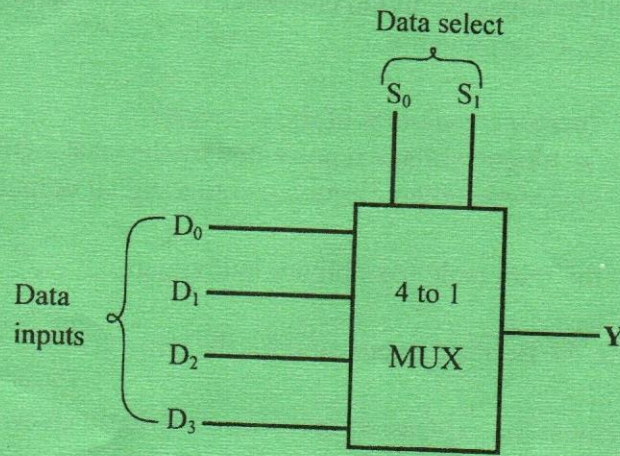 Data select
S₀ S₁
D₀
D₁
D₂
D₃
Data
inputs
4 to 1
MUX
Y